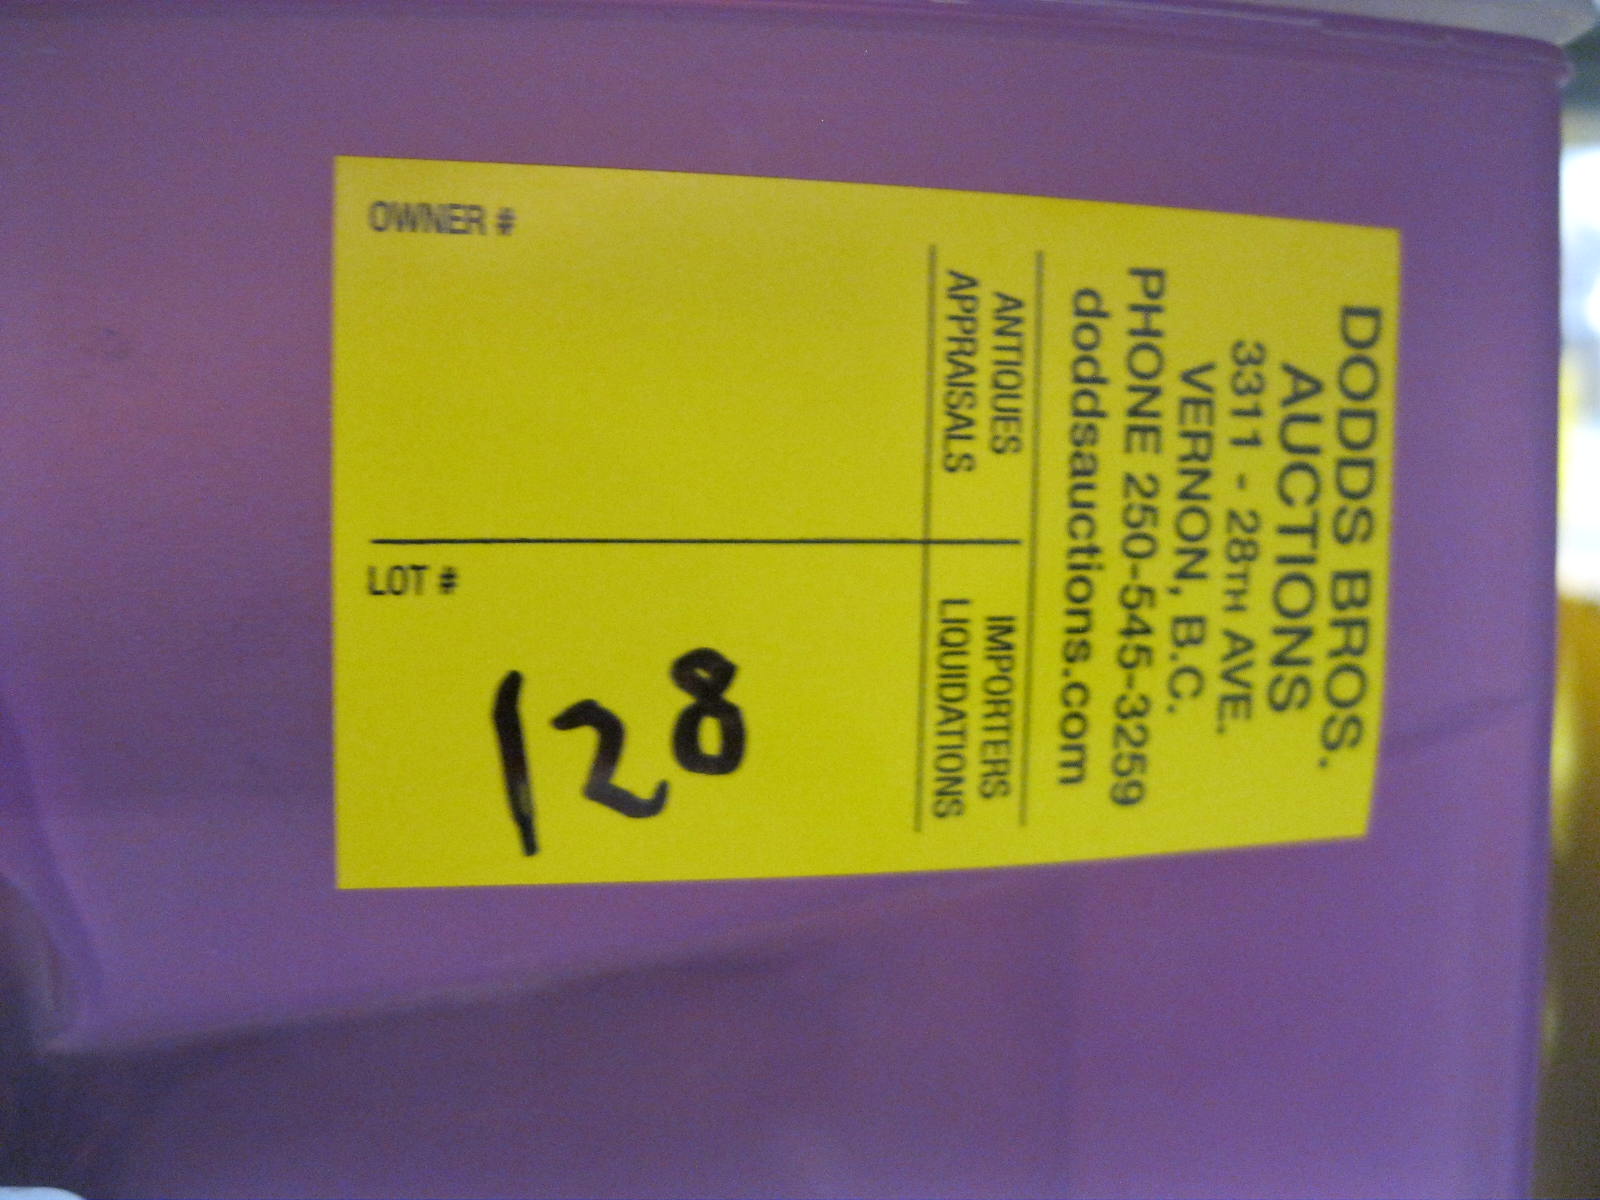 DODDS BROS.
AUCTIONS
3311 - 28TH AVE.
VERNON, B.C.
PHONE 250-545-3259
doddsauctions.com
ANTIQUES IMPORTERS
APPRAISALS LIQUIDATIONS
OWNER #
LOT #
128